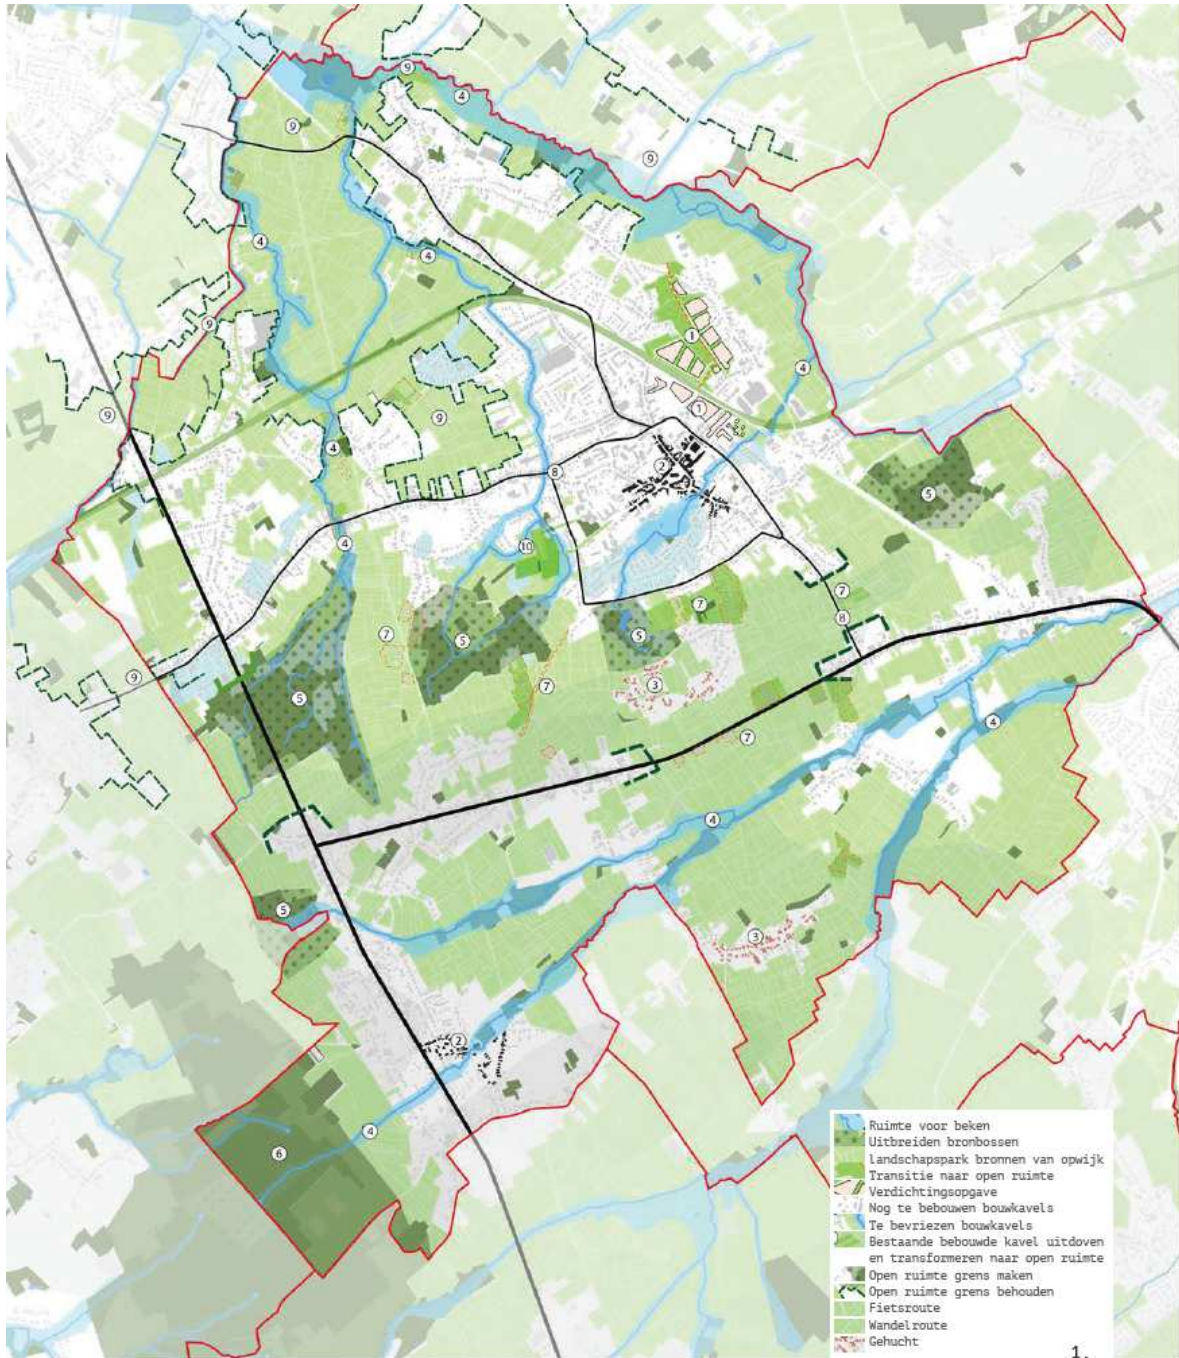 9
4
9
9
4
4
9
1
4
9
1
9
4
8
2
5
4
10
7
7
8
5
5
7
9
3
7
5
4
7
4
5
3
2
4
6
Ruimte voor beken
Uitbreiden bronbossen
landschapspark bronnen van opwijk
Transitie naar open ruimte
Verdichtingsopgave
Nog te bebouwen bouwkavels
Te bevriezen bouwkavels
Bestaande bebouwde kavel uitdoven
en transformeren naar open ruimte
Open ruimte grens maken
Open ruimte grens behouden
Fietsroute
Wandelroute
Gehucht
1.